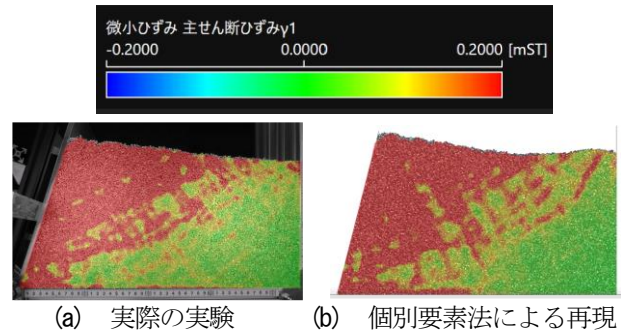 微小ひずみ 主せん断ひずみγ1
-0.2000 0.0000 0.2000 [mST]
(a) 実際の実験 (b) 個別要素法による再現